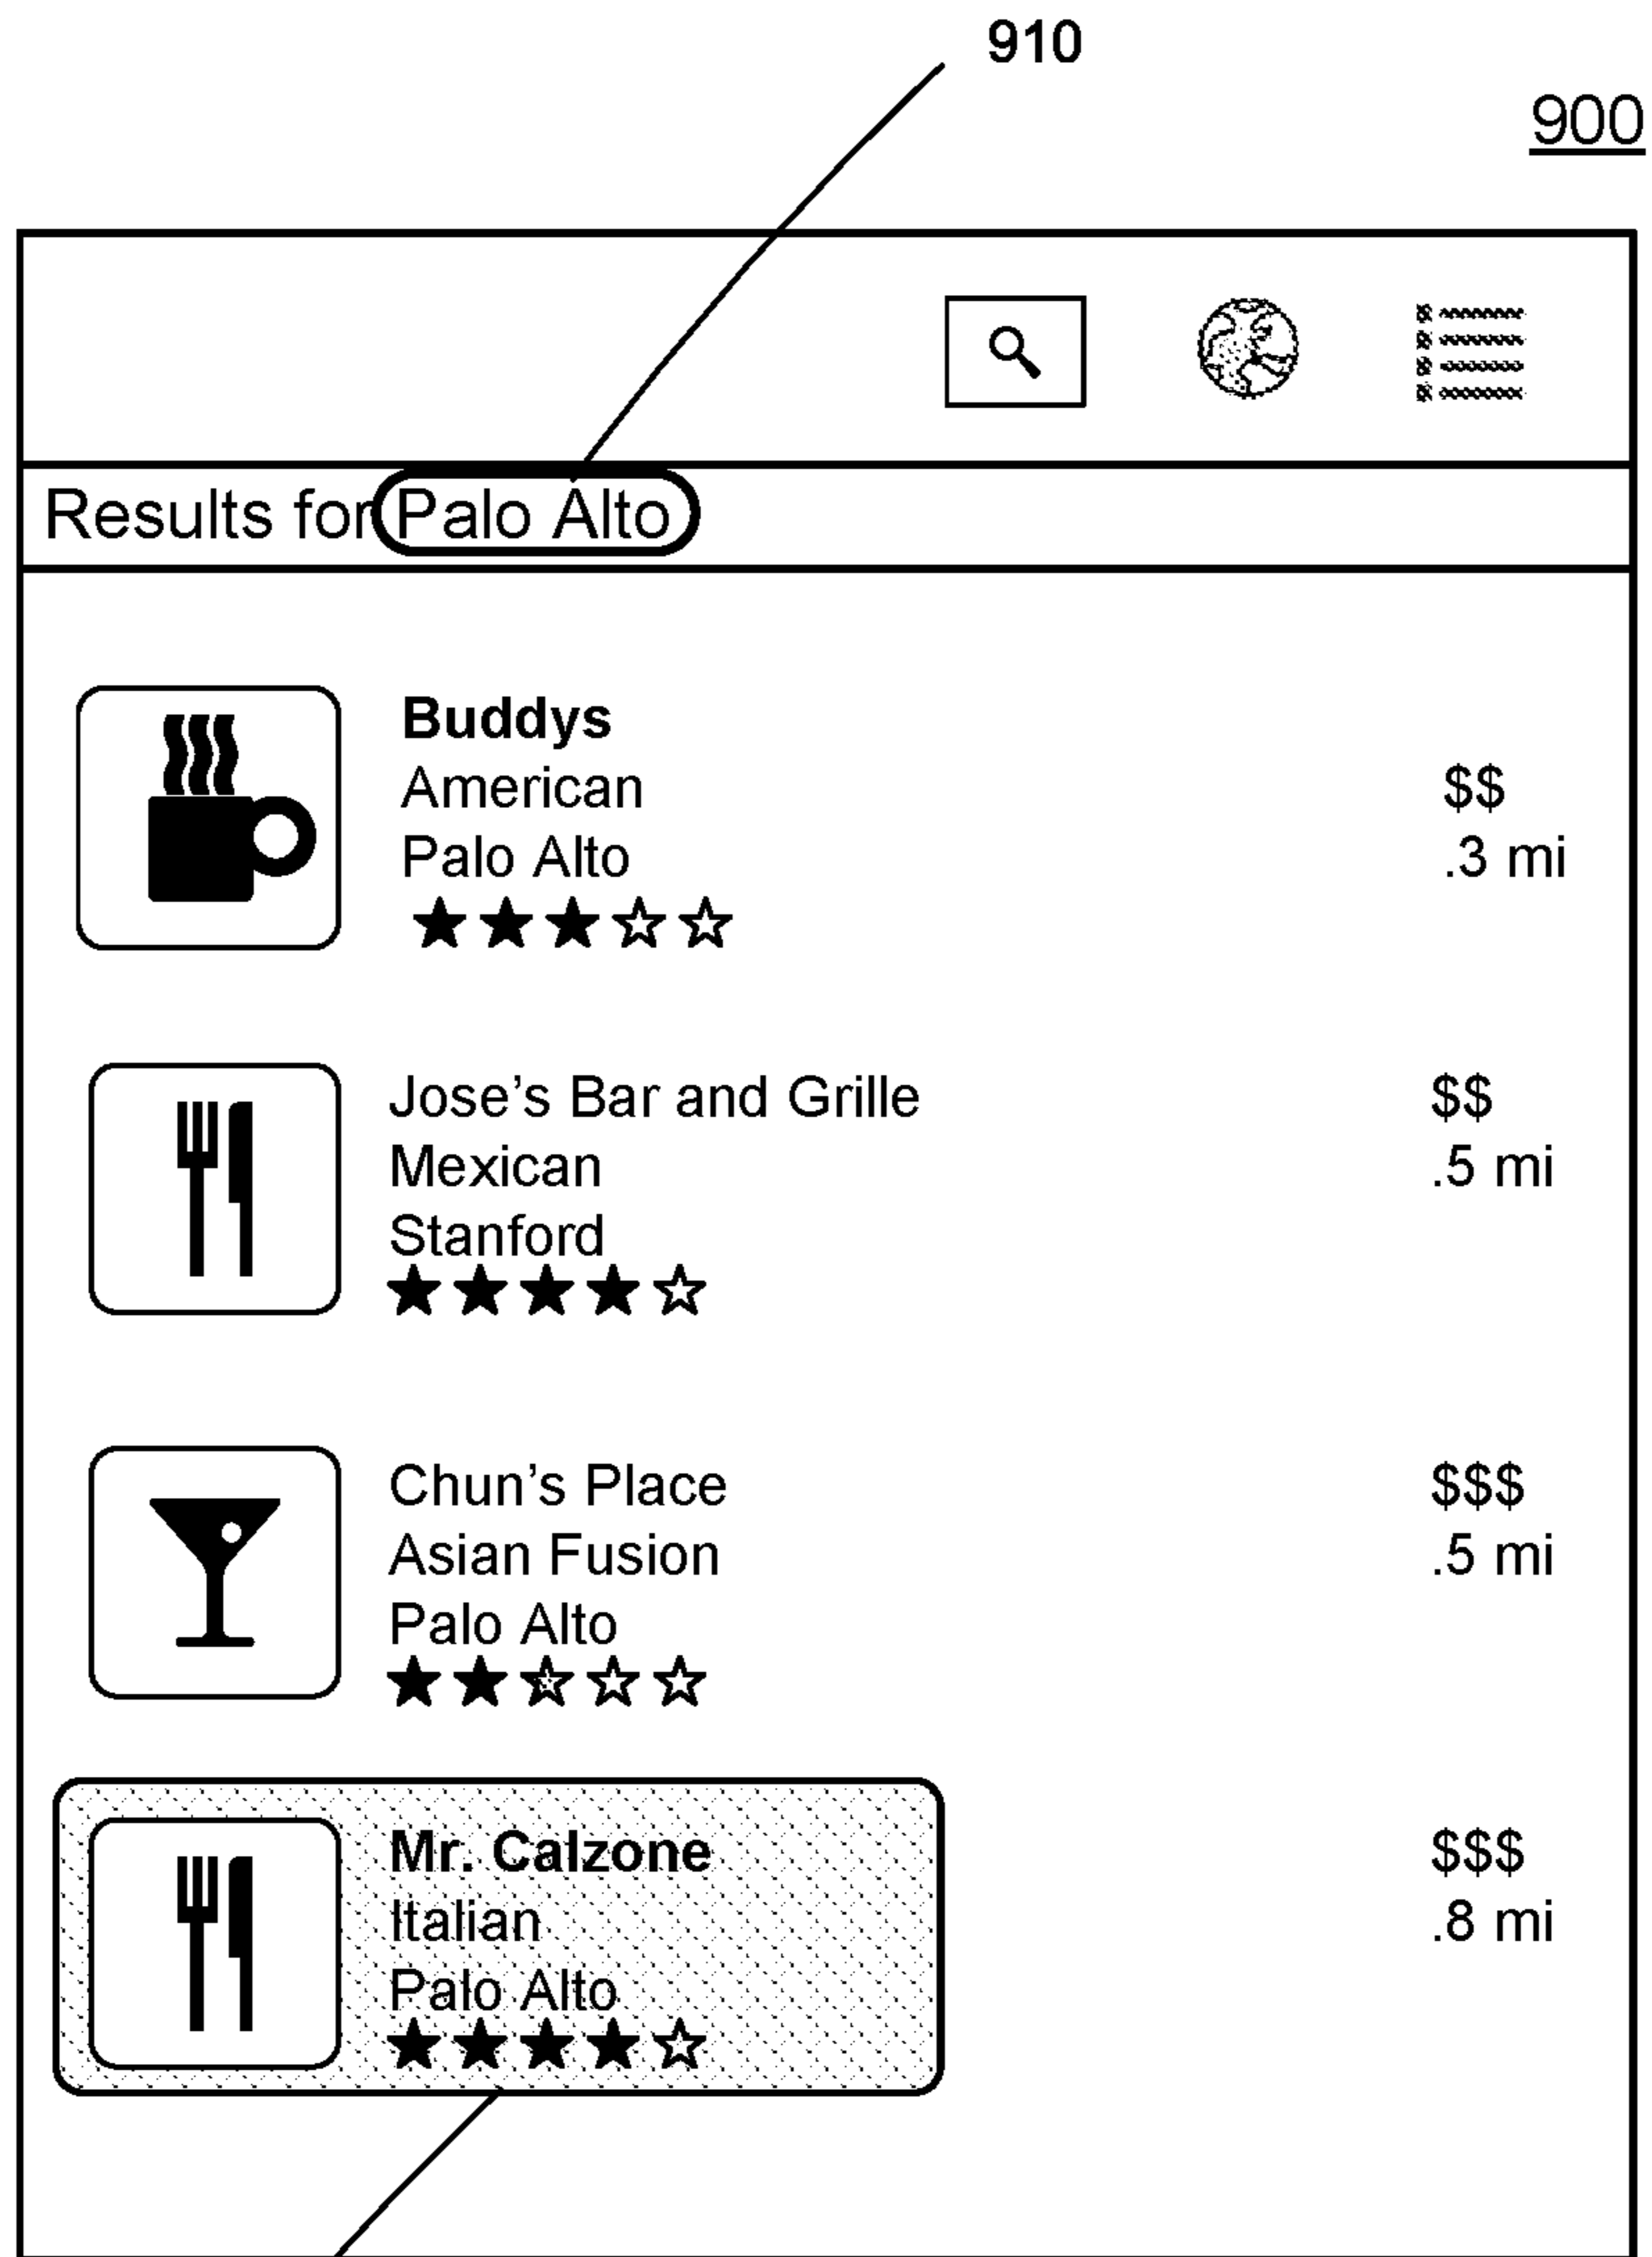 910
900
Results for Palo Alto
Buddys
American
$$
Palo Alto
.3 mi
Jose's Bar and Grille
$$
Mexican
.5 mi
Stanford
Chun's Place
$$$
Asian Fusion
.5 mi
Palo Alto
Mr. Calzone
$$$
Italian
.8 mi
Palo Alto